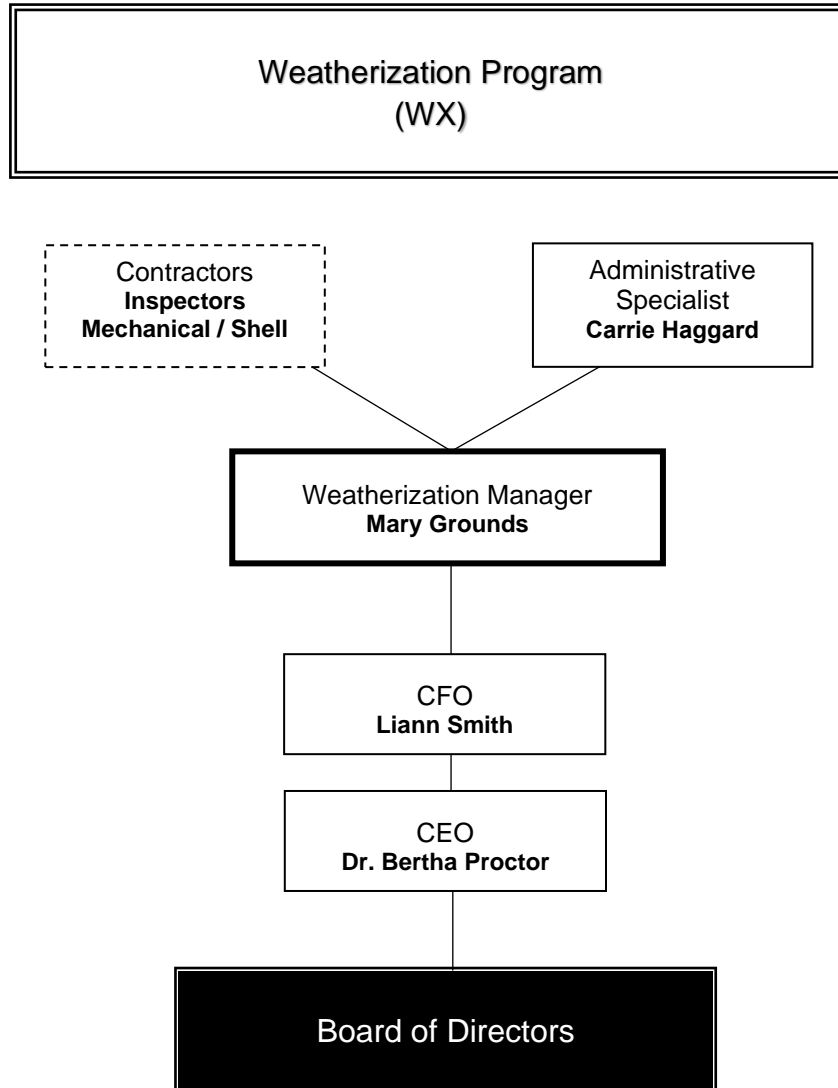 Weatherization Program
(WX)
Contractors
Inspectors
Mechanical / Shell
Administrative
Specialist
Carrie Haggard
Weatherization Manager
Mary Grounds
CFO
Liann Smith
CEO
Dr. Bertha Proctor
Board of Directors